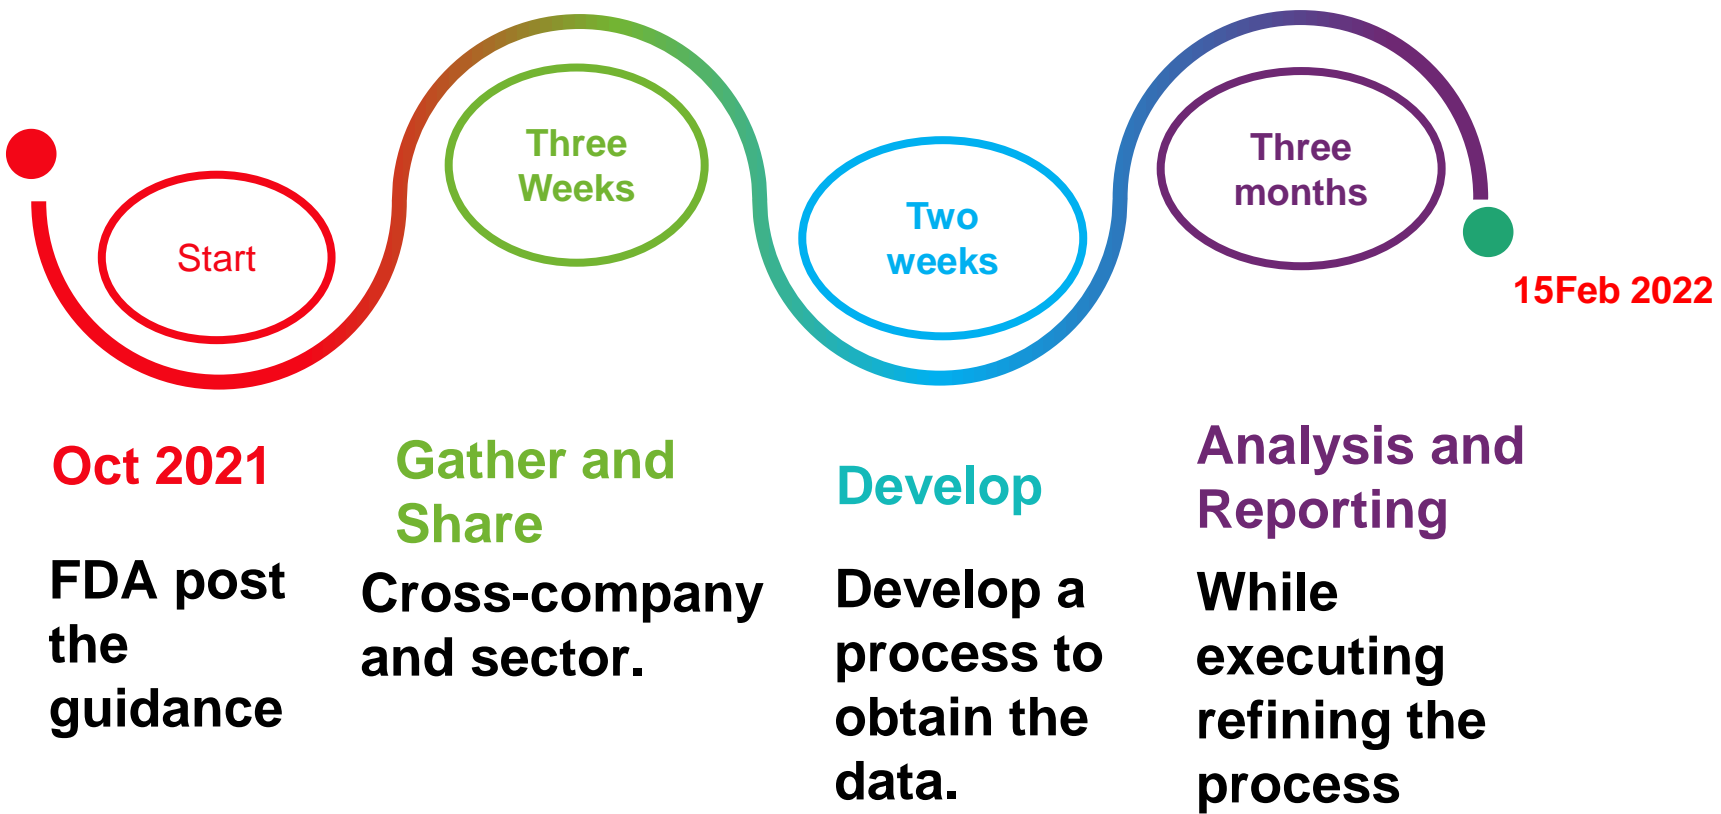 Start
Three
Weeks
Two
weeks
Three
months
15Feb 2022
Oct 2021
FDA post
the
guidance
Gather and
Share
Cross-company
and sector.
Develop
Develop a
process to
obtain the
data.
Analysis and
Reporting
While
executing
refining the
process